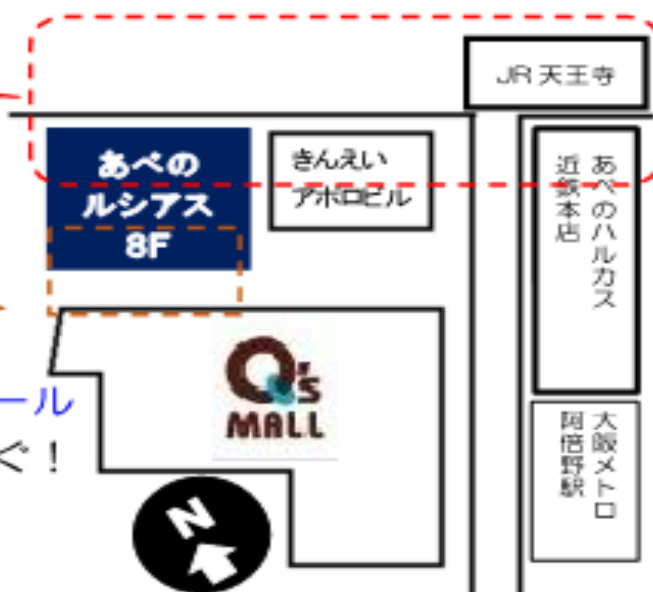 JR 天王寺
あべの
ルシアス
8F
きんえい
アポロビル
あべのハルカス
近鉄本店
Q's
MALL
ール
ぐ！
大阪メトロ
阿倍野駅
N